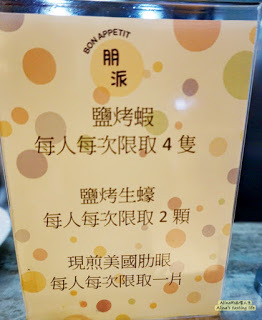 BON APPETIT
朋
派
鹽烤蝦
每人每次限取 4 隻
鹽烤生蠔
每人每次限取 2 顆
現煎美國肋眼
每人每次限取一片